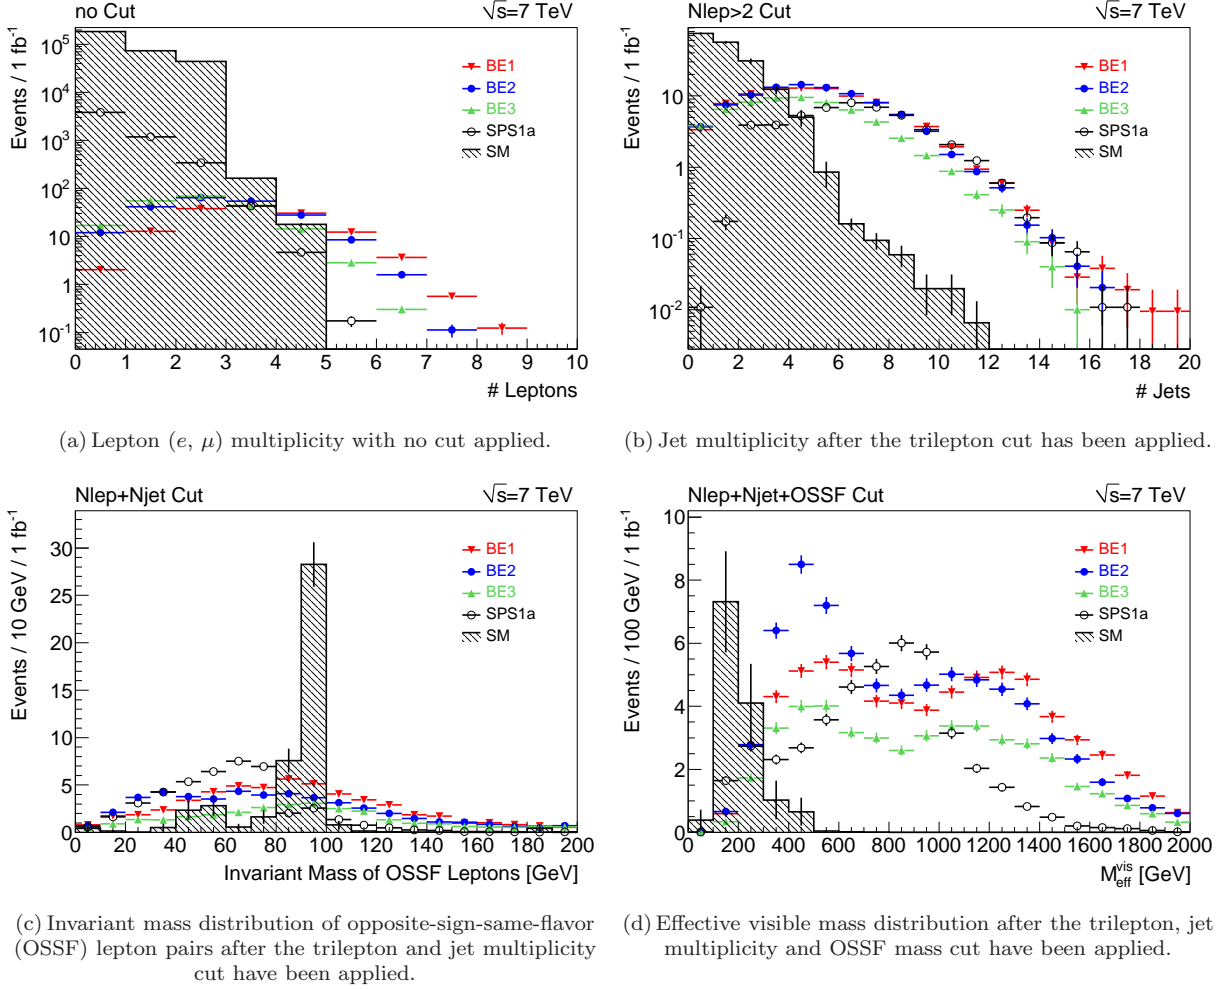 no Cut
√s=7 TeV
Events / 1 fb⁻¹
10⁵
10⁴
10³
10²
10
1
10⁻¹
BE1
BE2
BE3
SPS1a
SM
0 1 2 3 4 5 6 7 8 9 10
# Leptons
(a) Lepton (e, μ) multiplicity with no cut applied.
Nlep>2 Cut
√s=7 TeV
Events / 1 fb⁻¹
10
1
10⁻¹
10⁻²
BE1
BE2
BE3
SPS1a
SM
0 2 4 6 8 10 12 14 16 18 20
# Jets
(b) Jet multiplicity after the trilepton cut has been applied.
Nlep+Njet Cut
√s=7 TeV
Events / 10 GeV / 1 fb⁻¹
30
25
20
15
10
5
0
BE1
BE2
BE3
SPS1a
SM
0 20 40 60 80 100 120 140 160 180 200
Invariant Mass of OSSF Leptons [GeV]
(c) Invariant mass distribution of opposite-sign-same-flavor
(OSSF) lepton pairs after the trilepton and jet multiplicity
cut have been applied.
Nlep+Njet+OSSF Cut
√s=7 TeV
Events / 100 GeV / 1 fb⁻¹
10
8
6
4
2
0
BE1
BE2
BE3
SPS1a
SM
0 200 400 600 800 1000 1200 1400 1600 1800 2000
M_eff^vis [GeV]
(d) Effective visible mass distribution after the trilepton, jet
multiplicity and OSSF mass cut have been applied.